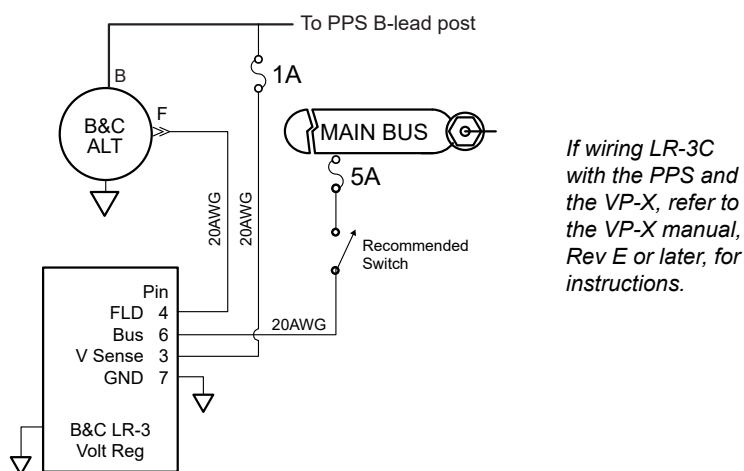 To PPS B-lead post
B
1A
F
B&C
ALT
MAIN BUS
5A
20AWG
20AWG
Recommended
Switch
If wiring LR-3C
with the PPS and
the VP-X, refer to
the VP-X manual,
Rev E or later, for
instructions.
Pin
FLD 4
Bus 6
20AWG
V Sense 3
GND 7
B&C LR-3
Volt Reg